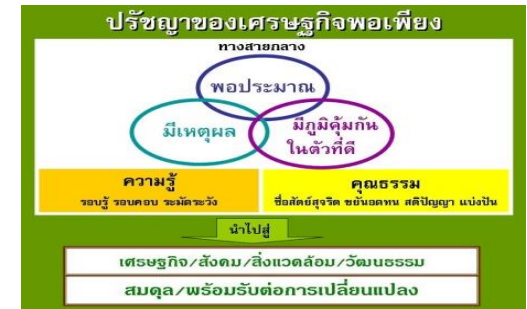 ปรัชญาของเศรษฐกิจพอเพียง
ทางสายกลาง
พอประมาณ
มีเหตุผล
มีภูมิคุ้มกัน
ในตัวที่ดี
ความรู้
รอบรู้ รอบคอบ ระมัดระวัง
คุณธรรม
ซื่อสัตย์สุจริต ขยันอดทน สติปัญญา แบ่งปัน
นำไปสู่
เศรษฐกิจ/สังคม/สิ่งแวดล้อม/วัฒนธรรม
สมดุล/พร้อมรับต่อการเปลี่ยนแปลง